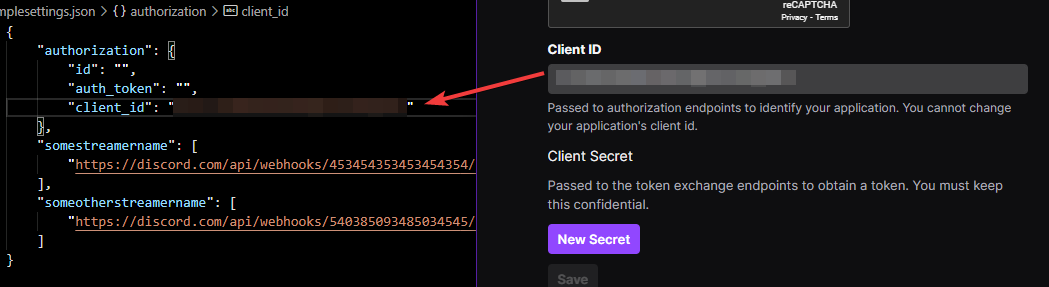 mplesettings.json > {} authorization > abc client_id
{
"authorization": {
"id": "",
"auth_token": "",
"client_id": " "
},
"somestreamername": [
"https://discord.com/api/webhooks/453454353453454354/
],
"someotherstreamername": [
"https://discord.com/api/webhooks/540385093485034545/
]
}
reCAPTCHA
Privacy - Terms
Client ID
Passed to authorization endpoints to identify your application. You cannot change
your application's client id.
Client Secret
Passed to the token exchange endpoints to obtain a token. You must keep
this confidential.
New Secret
Save